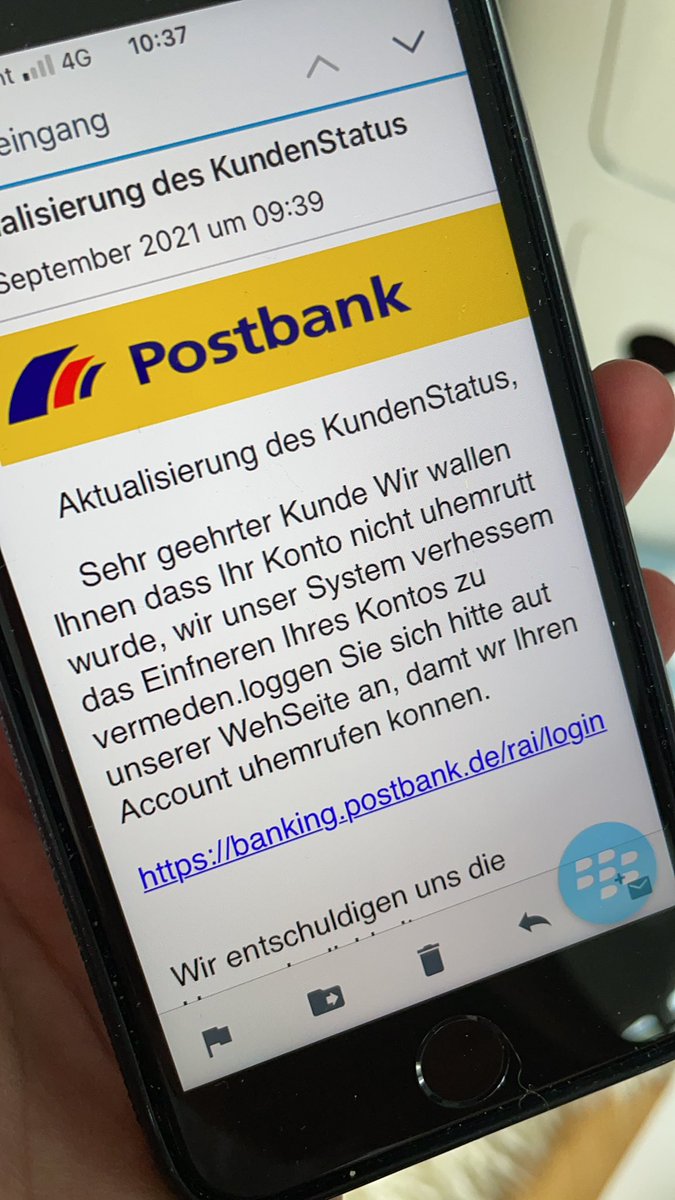 nt 4G 10:37
eingang
alisierung des KundenStatus
September 2021 um 09:39
Postbank
Aktualisierung des KundenStatus,
Sehr geehrter Kunde Wir wallen
Ihnen dass Ihr Konto nicht uhemrutt
wurde, wir unser System verhessem
das Einfneren Ihres Kontos zu
vermeden.loggen Sie sich hitte aut
unserer WehSeite an, damt wr Ihren
Account uhemrufen konnen.
https://banking.postbank.de/rai/login
Wir entschuldigen uns die